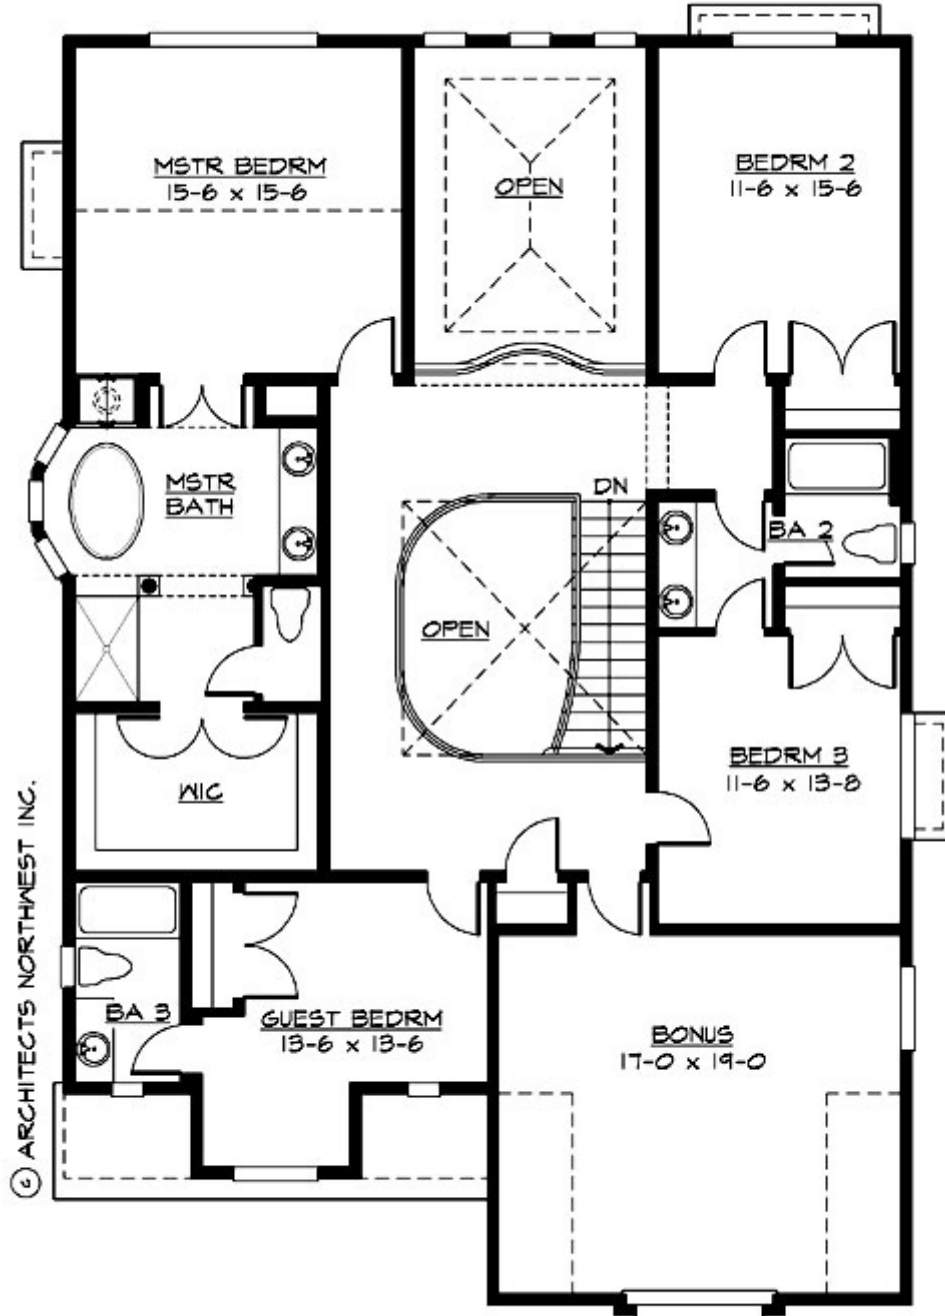 MSTR BEDRM
15-6 x 15-6
OPEN
BEDRM 2
11-6 x 15-6
MSTR
BATH
DN
BA 2
OPEN
BEDRM 3
11-6 x 13-8
WIC
BA 3
GUEST BEDRM
13-6 x 13-6
BONUS
17-0 x 19-0
© ARCHITECTS NORTHWEST INC.